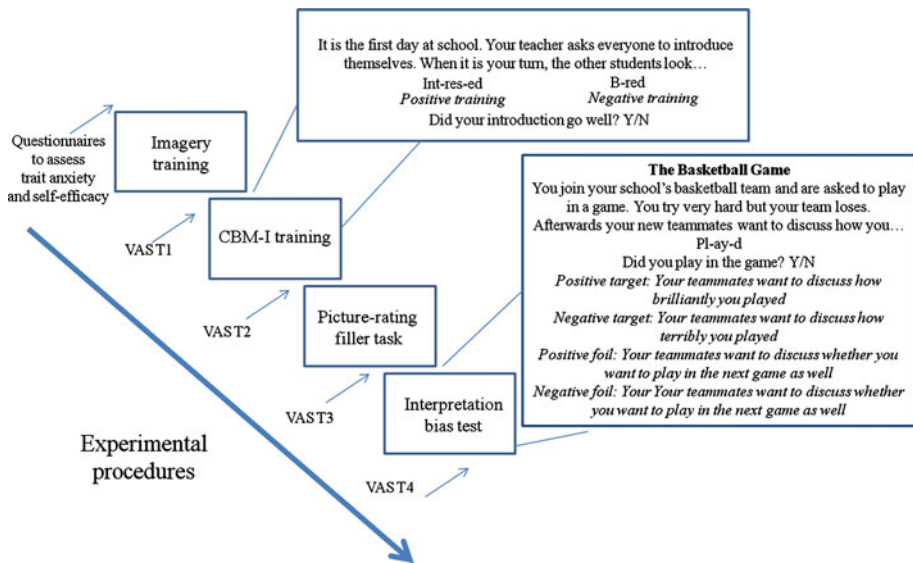 It is the first day at school. Your teacher asks everyone to introduce
themselves. When it is your turn, the other students look…
Int-res-ed B-red
Positive training Negative training
Did your introduction go well? Y/N
Questionnaires
to assess
trait anxiety
and self-efficacy
Imagery
training
VAST1
CBM-I training
VAST2
Picture-rating
filler task
VAST3
Interpretation
bias test
VAST4
The Basketball Game
You join your school's basketball team and are asked to play
in a game. You try very hard but your team loses.
Afterwards your new teammates want to discuss how you…
Pl-ay-d
Did you play in the game? Y/N
Positive target: Your teammates want to discuss how
brilliantly you played
Negative target: Your teammates want to discuss how
terribly you played
Positive foil: Your teammates want to discuss whether you
want to play in the next game as well
Negative foil: Your Your teammates want to discuss whether
you want to play in the next game as well
Experimental
procedures